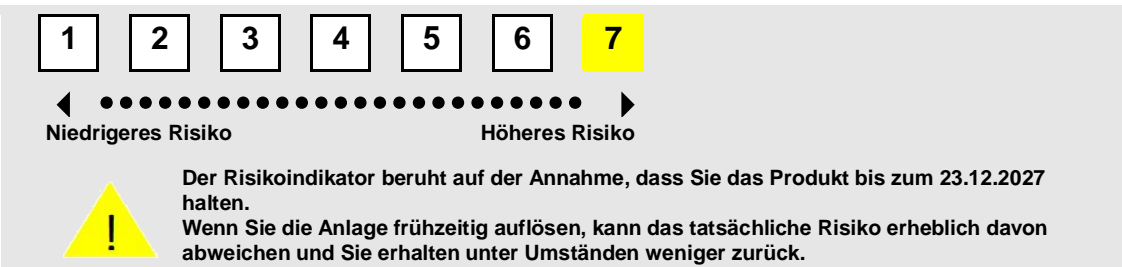 1 2 3 4 5 6 7
Niedrigeres Risiko Höheres Risiko
Der Risikoindikator beruht auf der Annahme, dass Sie das Produkt bis zum 23.12.2027
halten.
Wenn Sie die Anlage frühzeitig auflösen, kann das tatsächliche Risiko erheblich davon
abweichen und Sie erhalten unter Umständen weniger zurück.
!